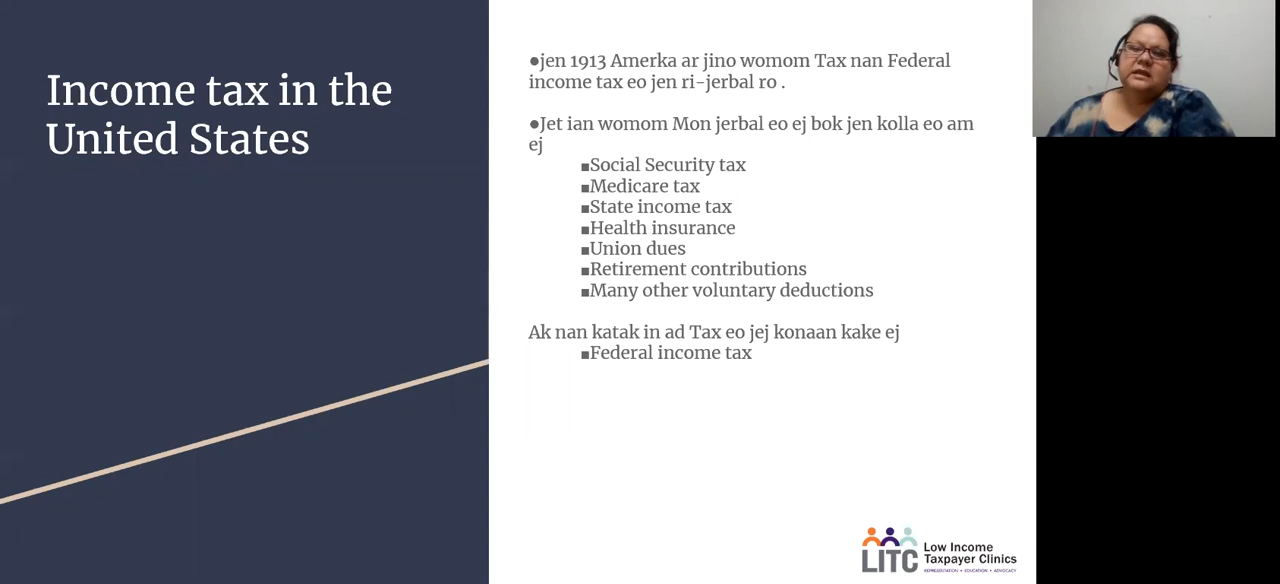 Income tax in the
United States
●jen 1913 Amerka ar jino womom Tax nan Federal
income tax eo jen ri-jerbal ro .
●Jet ian womom Mon jerbal eo ej bok jen kolla eo am
ej
■Social Security tax
■Medicare tax
■State income tax
■Health insurance
■Union dues
■Retirement contributions
■Many other voluntary deductions
Ak nan katak in ad Tax eo jej konaan kake ej
■Federal income tax
LITC Low Income
Taxpayer Clinics
REPRESENTATION • EDUCATION • ADVOCACY